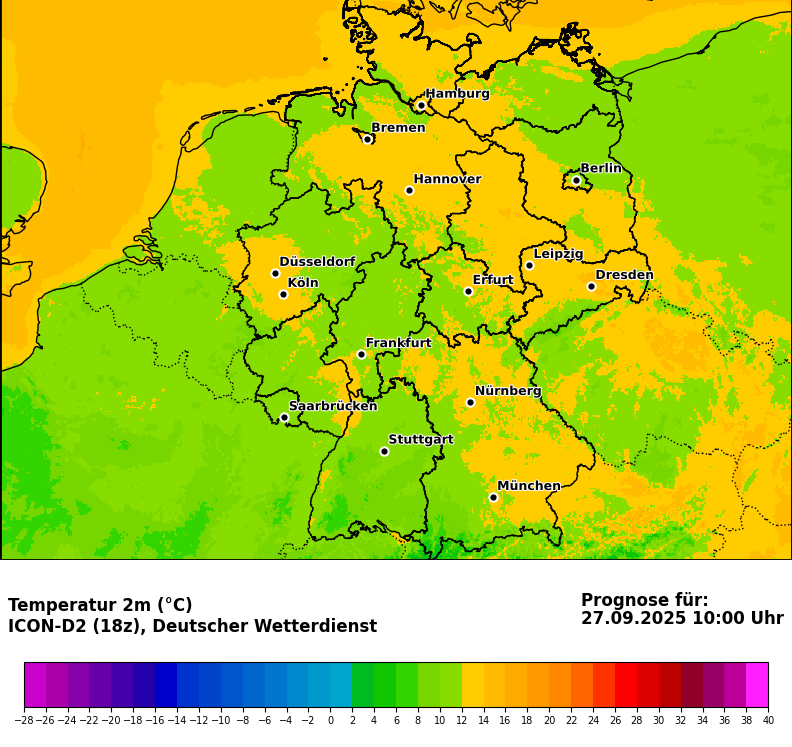 Hamburg
Bremen
Berlin
Hannover
Leipzig
Düsseldorf
Dresden
Köln
Erfurt
Frankfurt
Nürnberg
Saarbrücken
Stuttgart
München
Temperatur 2m (°C)
ICON-D2 (18z), Deutscher Wetterdienst
Prognose für:
27.09.2025 10:00 Uhr
−28 −26 −24 −22 −20 −18 −16 −14 −12 −10 −8 −6 −4 −2 0 2 4 6 8 10 12 14 16 18 20 22 24 26 28 30 32 34 36 38 40